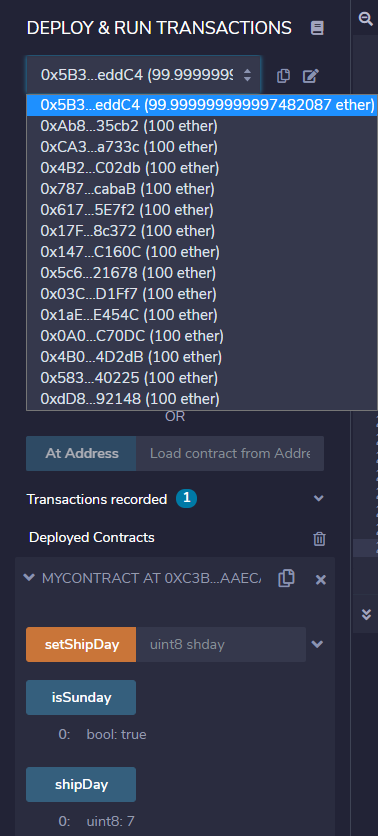 DEPLOY & RUN TRANSACTIONS
0x5B3...eddC4 (99.9999999
0x5B3...eddC4 (99.999999999997482087 ether)
0xAb8...35cb2 (100 ether)
0xCA3...a733c (100 ether)
0x4B2...C02db (100 ether)
0x787...cabaB (100 ether)
0x617...5E7f2 (100 ether)
0x17F...8c372 (100 ether)
0x147...C160C (100 ether)
0x5c6...21678 (100 ether)
0x03C...D1Ff7 (100 ether)
0x1aE...E454C (100 ether)
0x0A0...C70DC (100 ether)
0x4B0...4D2dB (100 ether)
0x583...40225 (100 ether)
0xdD8...92148 (100 ether)
OR
At Address Load contract from Addre
Transactions recorded 1
Deployed Contracts
MYCONTRACT AT 0XC3B...AAECA
setShipDay uint8 shday
isSunday
0: bool: true
shipDay
0: uint8: 7